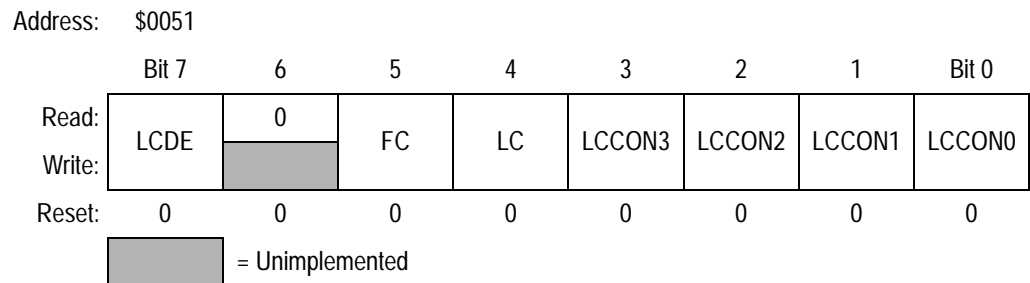 Address: $0051
Bit 7 6 5 4 3 2 1 Bit 0
Read: 0
LCDE FC LC LCCON3 LCCON2 LCCON1 LCCON0
Write:
Reset: 0 0 0 0 0 0 0 0
= Unimplemented